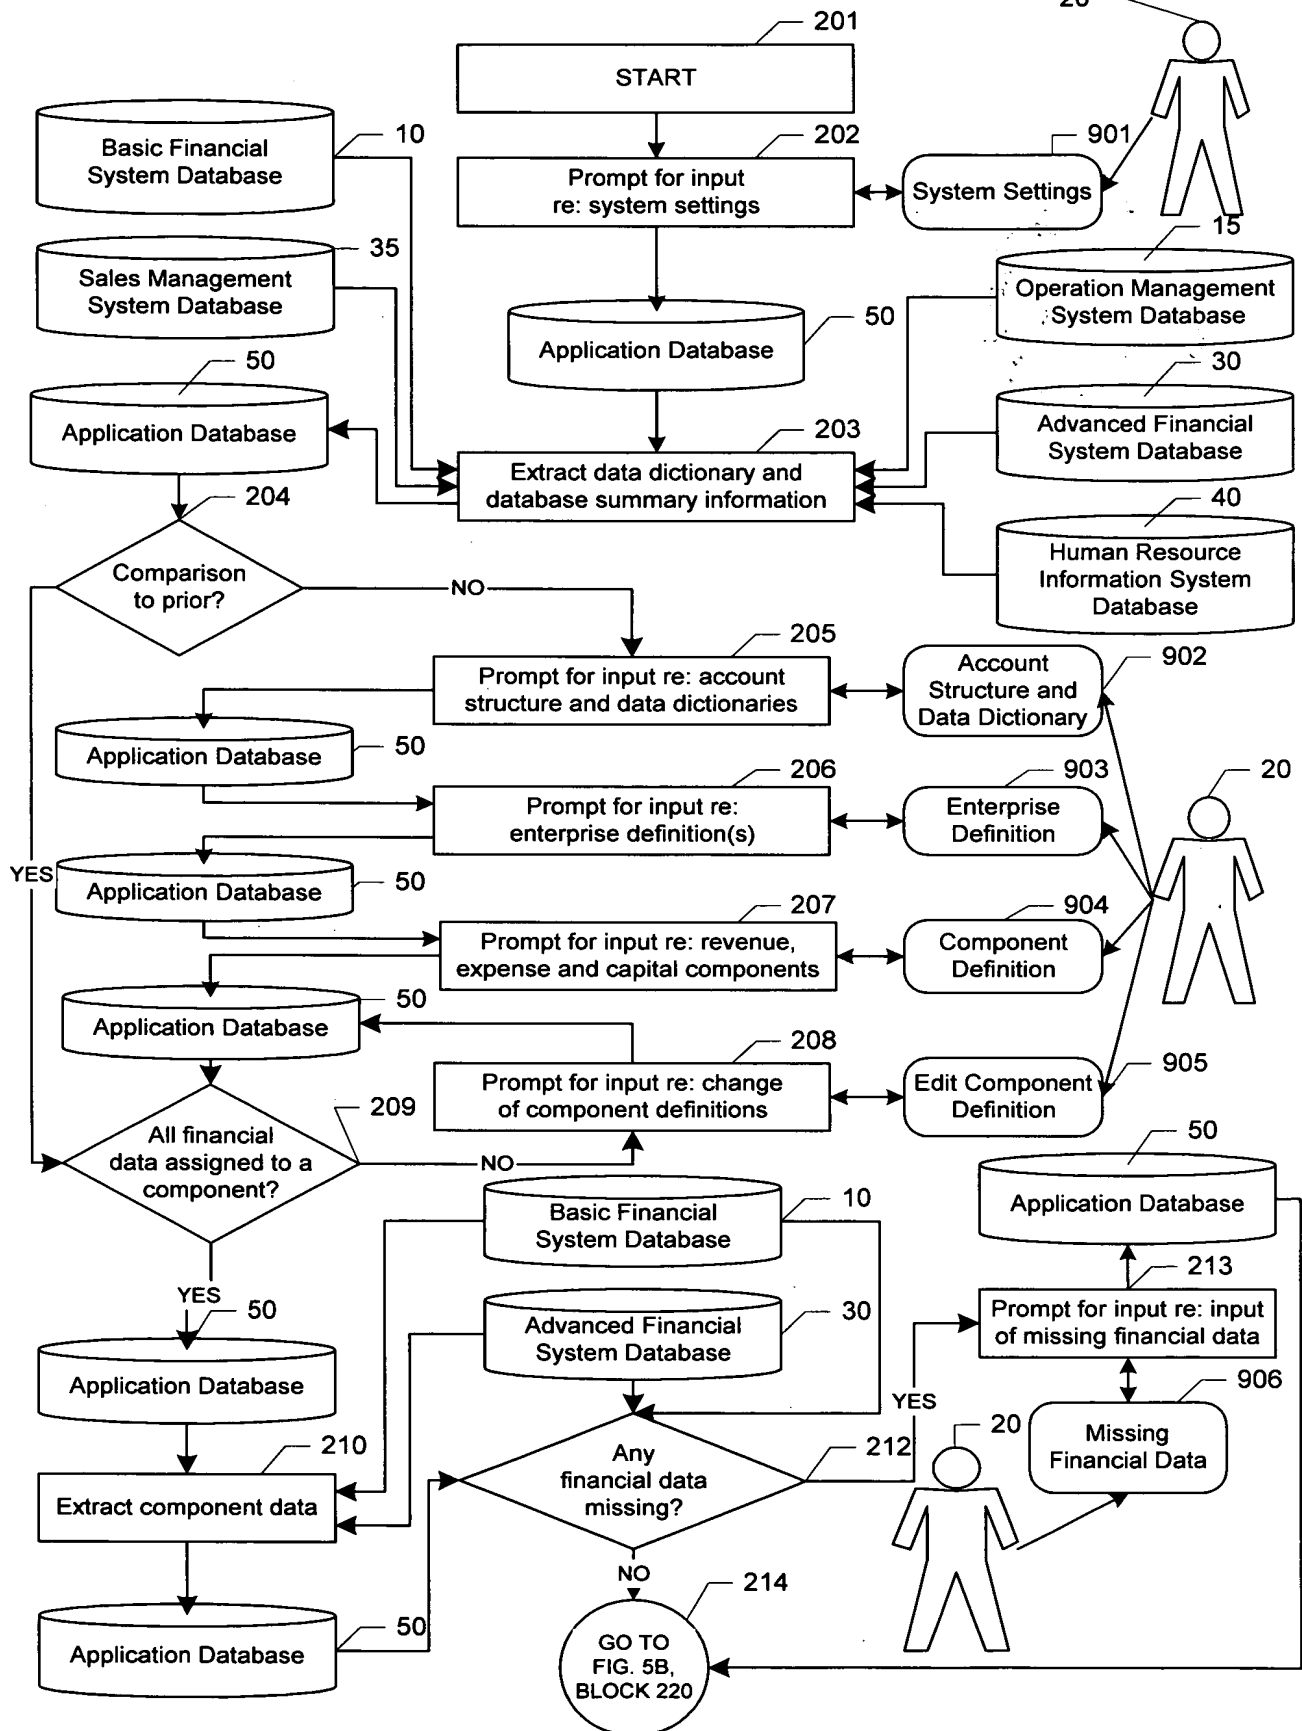 20
201
START
10
Basic Financial
System Database
202
Prompt for input
re: system settings
901
System Settings
35
Sales Management
System Database
15
Operation Management
System Database
50
Application Database
50
Application Database
30
Advanced Financial
System Database
203
Extract data dictionary and
database summary information
204
Comparison
to prior?
40
Human Resource
Information System
Database
NO
205
Prompt for input re: account
structure and data dictionaries
902
Account
Structure and
Data Dictionary
50
Application Database
206
Prompt for input re:
enterprise definition(s)
903
Enterprise
Definition
20
YES
50
Application Database
207
Prompt for input re: revenue,
expense and capital components
904
Component
Definition
50
Application Database
208
Prompt for input re: change
of component definitions
905
Edit Component
Definition
209
All financial
data assigned to a
component?
NO
50
Application Database
10
Basic Financial
System Database
213
Prompt for input re: input
of missing financial data
YES
50
Application Database
30
Advanced Financial
System Database
YES
906
Missing
Financial Data
210
Extract component data
212
Any
financial data
missing?
20
NO
50
Application Database
214
GO TO
FIG. 5B,
BLOCK 220